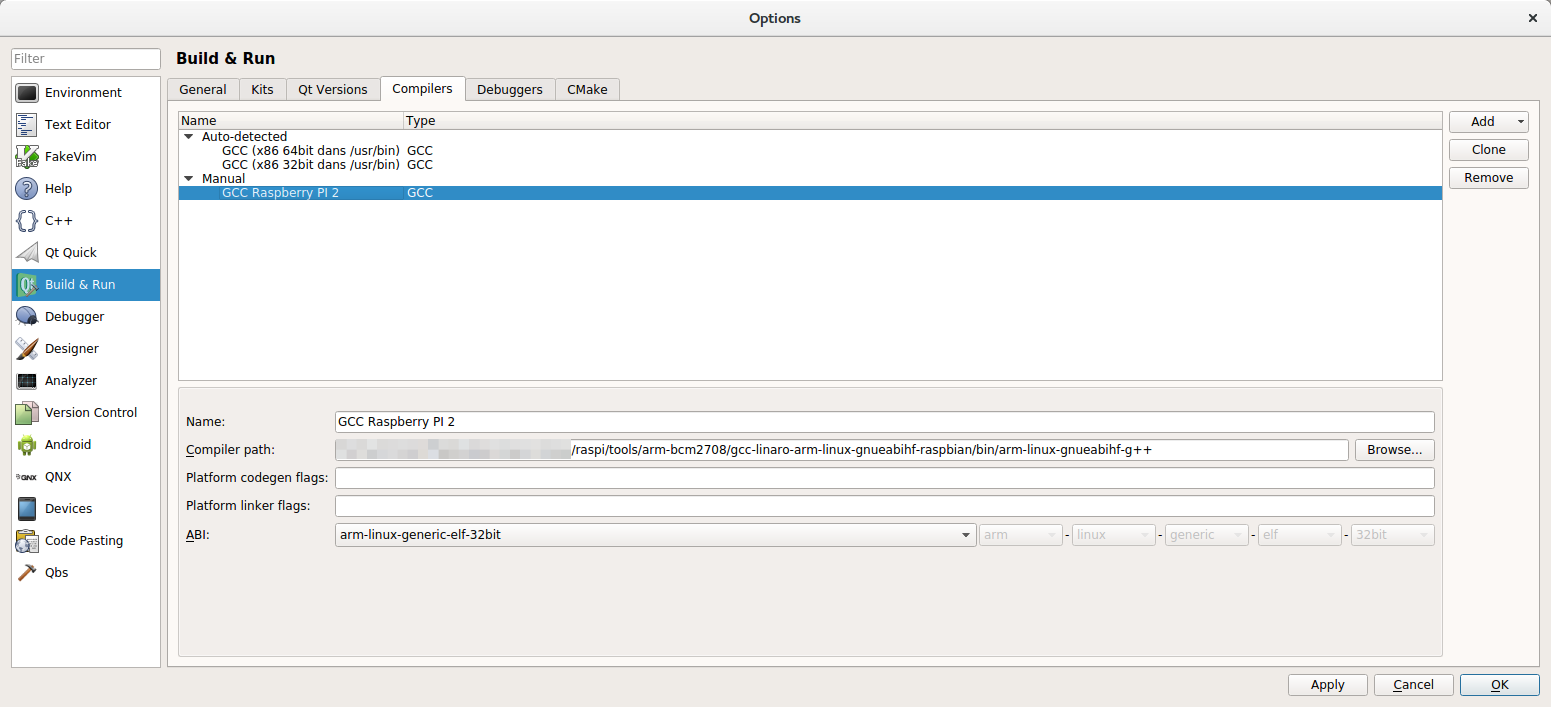 Options
Filter
Environment
Text Editor
FakeVim
Help
C++
Qt Quick
Build & Run
Debugger
Designer
Analyzer
Version Control
Android
QNX
Devices
Code Pasting
Qbs
Build & Run
General Kits Qt Versions Compilers Debuggers CMake
Name Type
Auto-detected
GCC (x86 64bit dans /usr/bin) GCC
GCC (x86 32bit dans /usr/bin) GCC
Manual
GCC Raspberry PI 2 GCC
Add
Clone
Remove
Name: GCC Raspberry PI 2
Compiler path: /raspi/tools/arm-bcm2708/gcc-linaro-arm-linux-gnueabihf-raspbian/bin/arm-linux-gnueabihf-g++ Browse...
Platform codegen flags:
Platform linker flags:
ABI: arm-linux-generic-elf-32bit arm - linux - generic - elf - 32bit
Apply Cancel OK